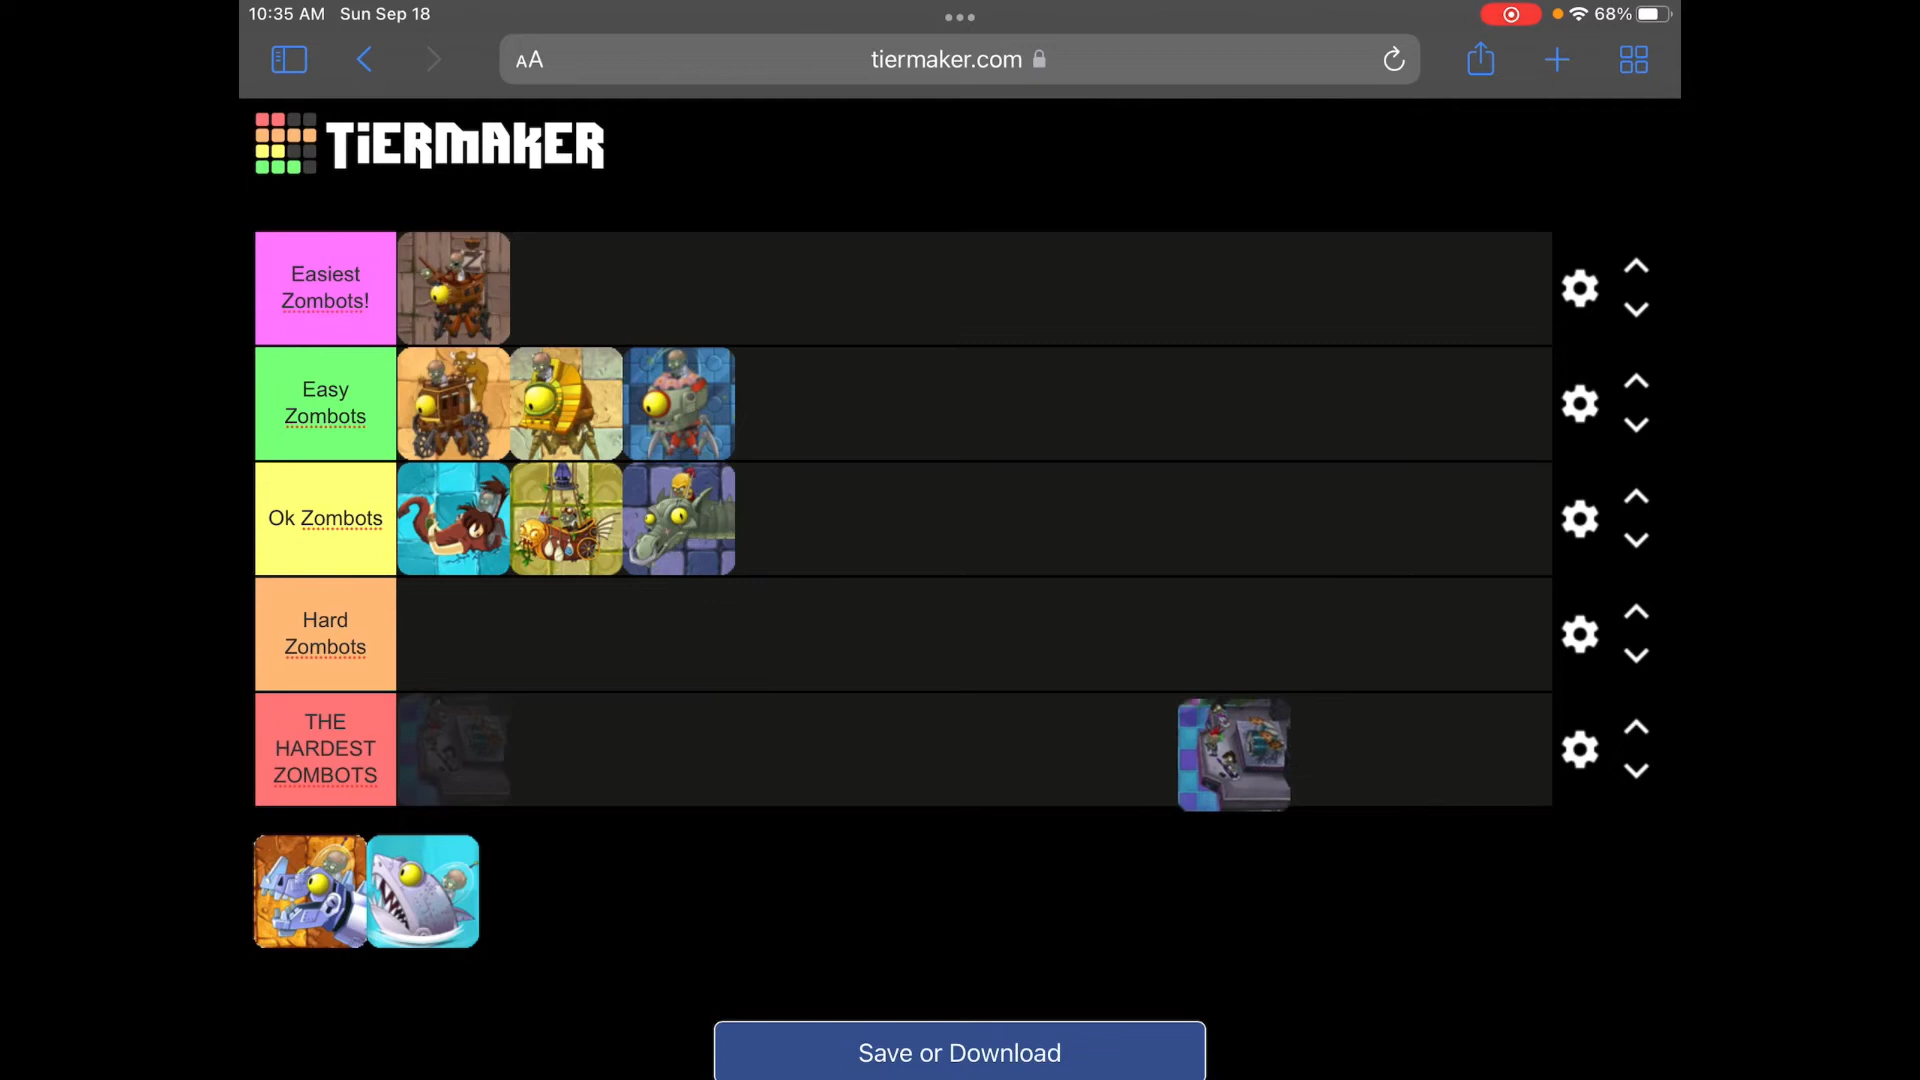 10:35 AM Sun Sep 18
68%
AA
tiermaker.com
TiERMAKER
Easiest
Zombots!
Easy
Zombots
Ok Zombots
Hard
Zombots
THE
HARDEST
ZOMBOTS
Save or Download